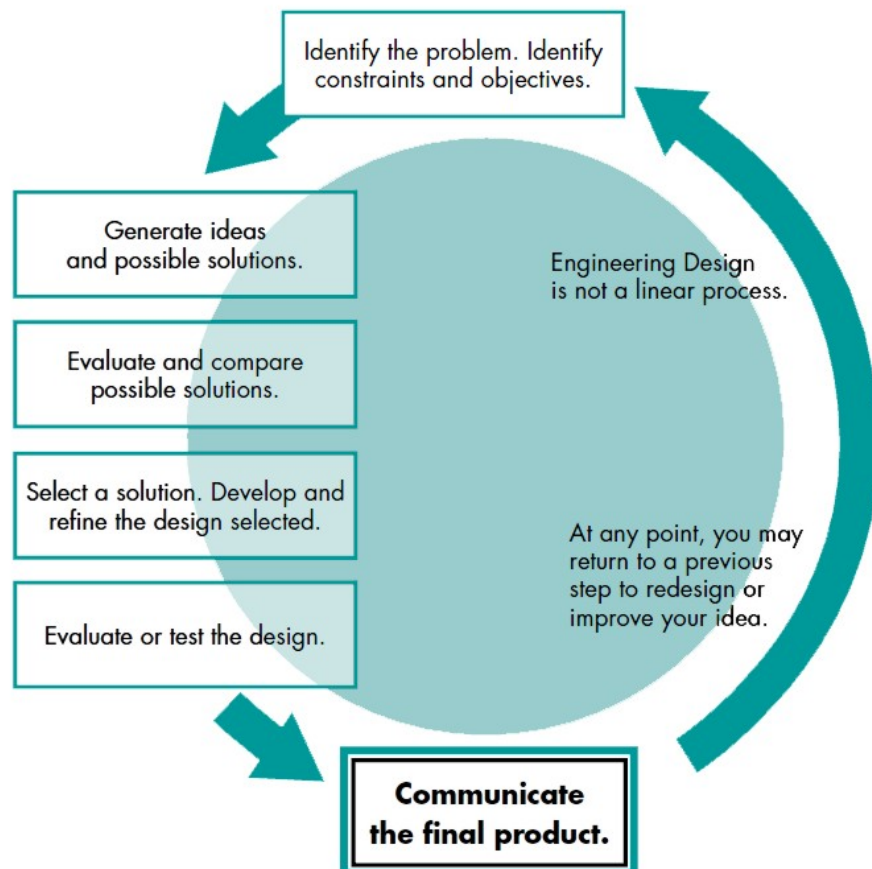 Identify the problem. Identify
constraints and objectives.
Generate ideas
and possible solutions.
Evaluate and compare
possible solutions.
Select a solution. Develop and
refine the design selected.
Evaluate or test the design.
Communicate
the final product.
Engineering Design
is not a linear process.
At any point, you may
return to a previous
step to redesign or
improve your idea.